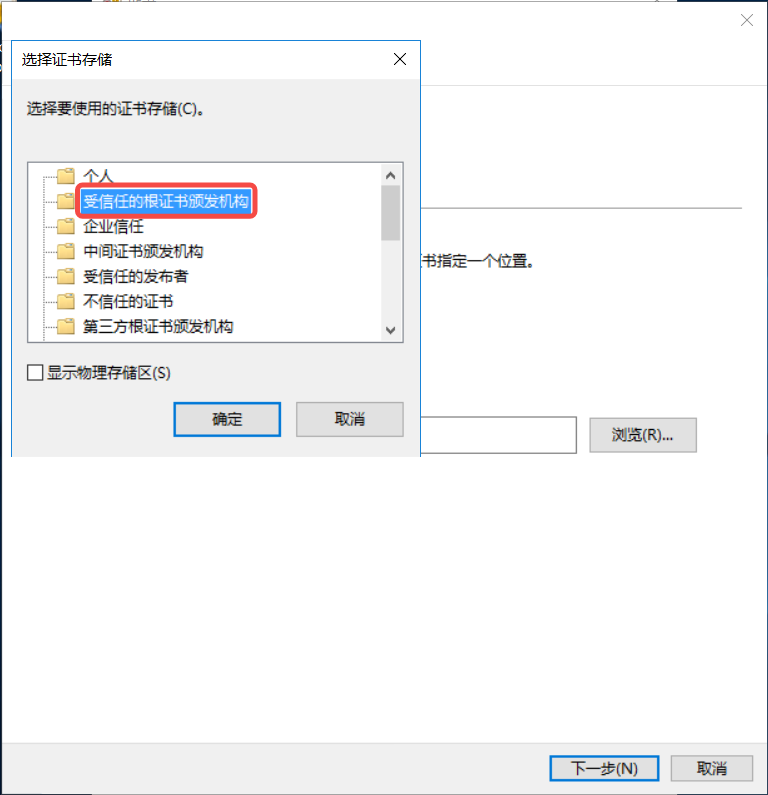 选择证书存储
选择要使用的证书存储(C)。
个人
受信任的根证书颁发机构
企业信任
中间证书颁发机构
受信任的发布者
不信任的证书
第三方根证书颁发机构
显示物理存储区(S)
确定
取消
书指定一个位置。
浏览(R)...
下一步(N)
取消